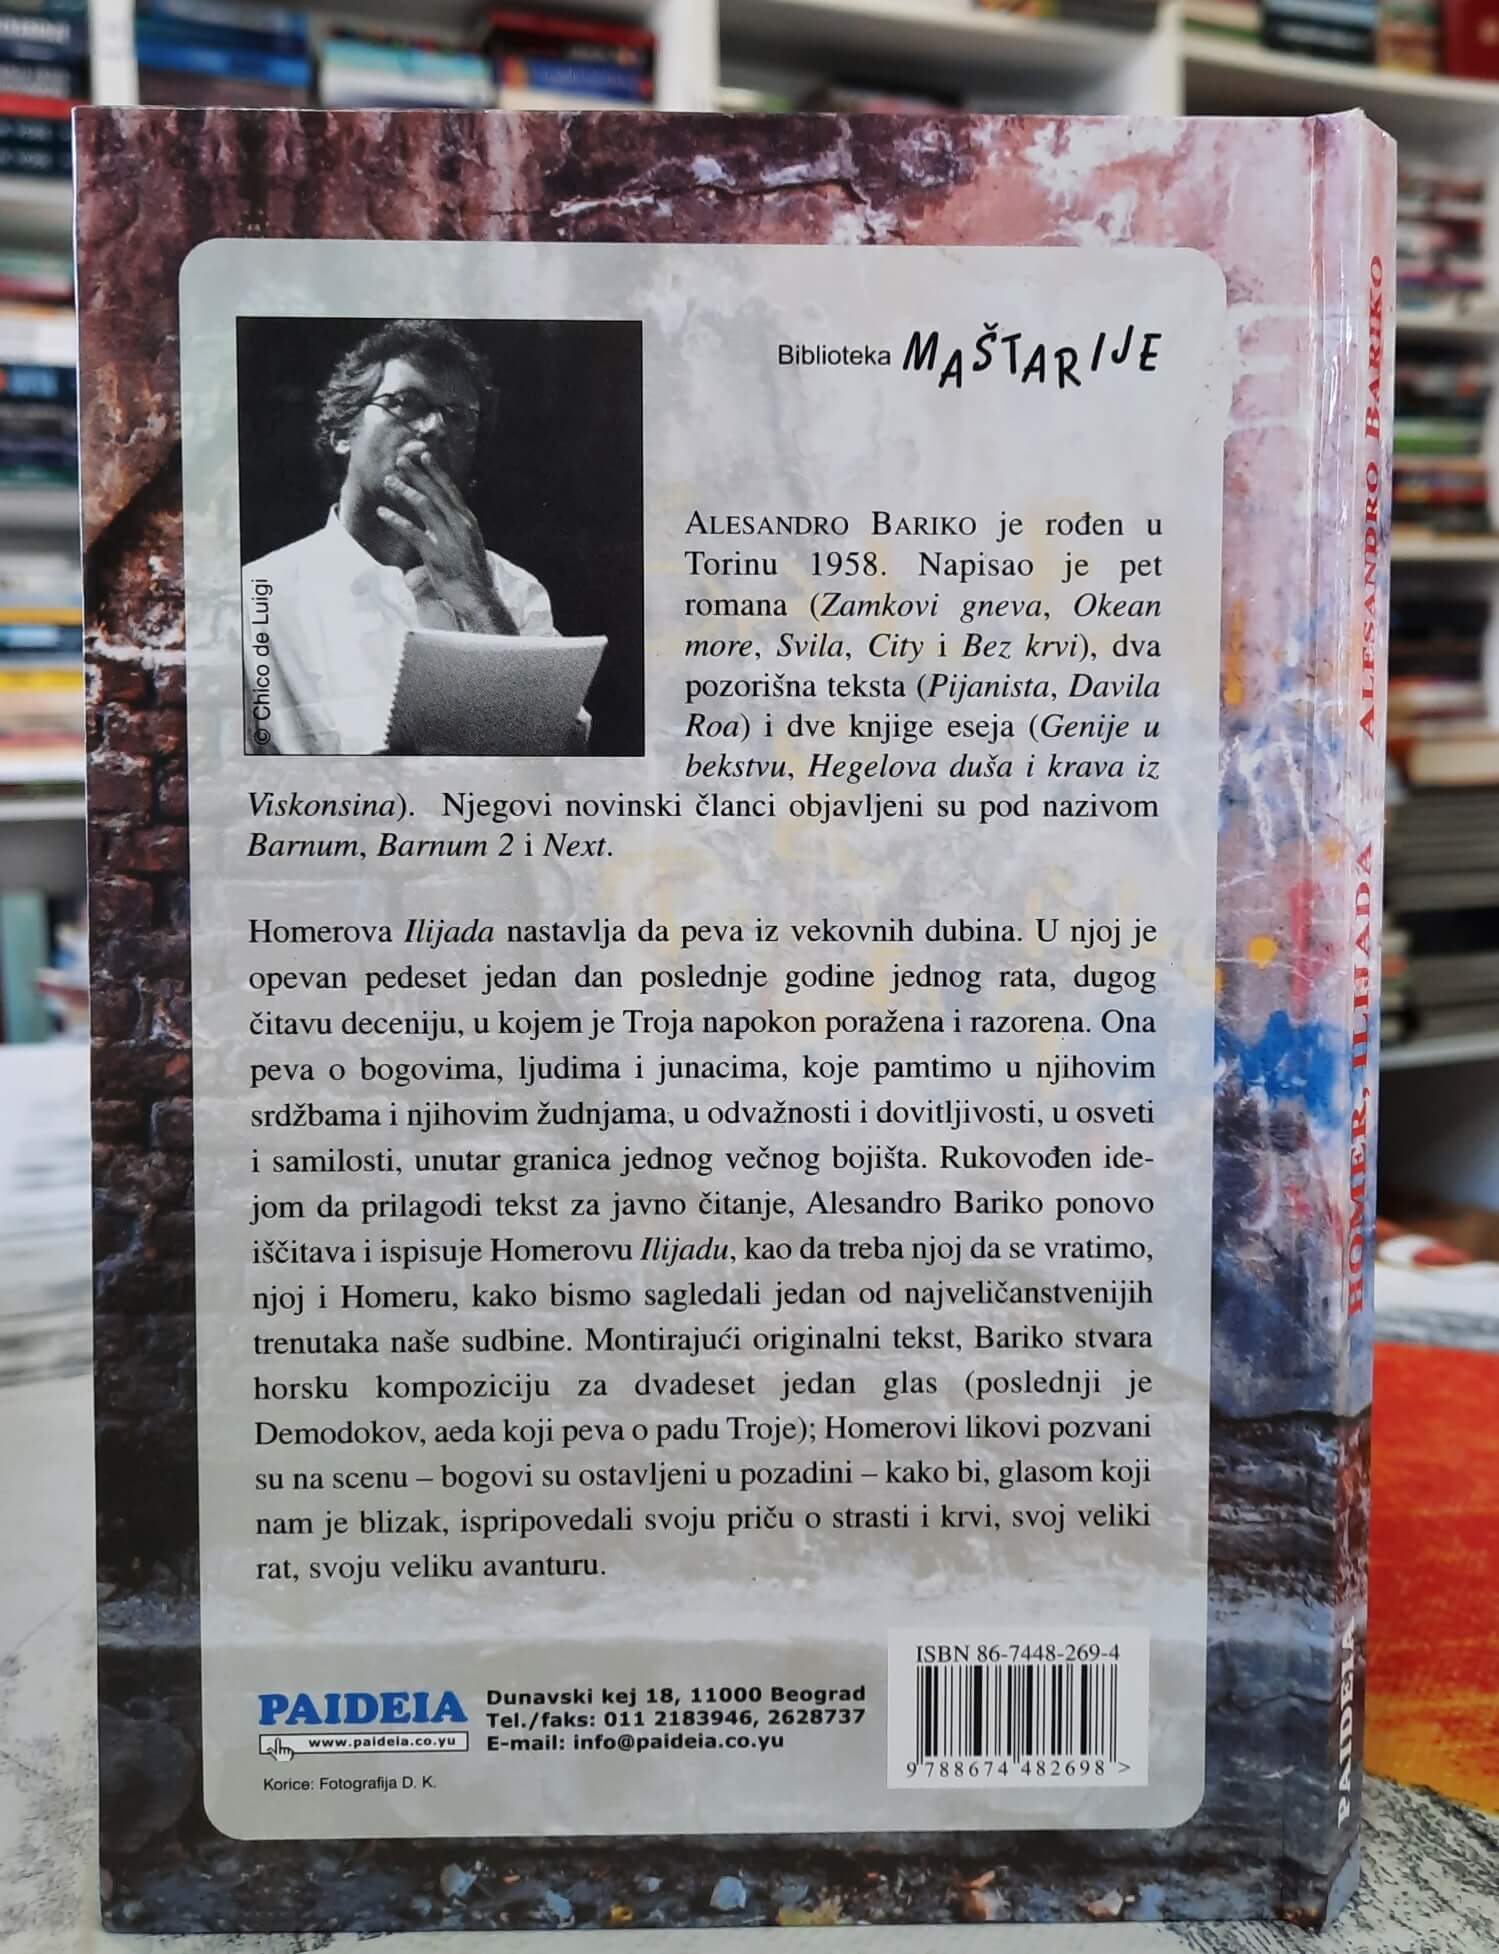 Biblioteka MAŠTARIJE
© Chico de Luigi
ALESANDRO BARIKO je rođen u
Torinu 1958. Napisao je pet
romana (Zamkovi gneva, Okean
more, Svila, City i Bez krvi), dva
pozorišna teksta (Pijanista, Davila
Roa) i dve knjige eseja (Genije u
bekstvu, Hegelova duša i krava iz
Viskonsina). Njegovi novinski članci objavljeni su pod nazivom
Barnum, Barnum 2 i Next.
Homerova Ilijada nastavlja da peva iz vekovnih dubina. U njoj je
opevan pedeset jedan dan poslednje godine jednog rata, dugog
čitavu deceniju, u kojem je Troja napokon poražena i razorena. Ona
peva o bogovima, ljudima i junacima, koje pamtimo u njihovim
srdžbama i njihovim žudnjama, u odvažnosti i dovitljivosti, u osveti
i samilosti, unutar granica jednog večnog bojišta. Rukovođen ide-
jom da prilagodi tekst za javno čitanje, Alesandro Bariko ponovo
iščitava i ispisuje Homerovu Ilijadu, kao da treba njoj da se vratimo,
njoj i Homeru, kako bismo sagledali jedan od najveličanstvenijih
trenutaka naše sudbine. Montirajući originalni tekst, Bariko stvara
horsku kompoziciju za dvadeset jedan glas (poslednji je
Demodokov, aeda koji peva o padu Troje); Homerovi likovi pozvani
su na scenu – bogovi su ostavljeni u pozadini – kako bi, glasom koji
nam je blizak, ispripovedali svoju priču o strasti i krvi, svoj veliki
rat, svoju veliku avanturu.
PAIDEIA
www.paideia.co.yu
Dunavski kej 18, 11000 Beograd
Tel./faks: 011 2183946, 2628737
E-mail: info@paideia.co.yu
Korice: Fotografija D. K.
ISBN 86-7448-269-4
9 788674 482698 >
ALESANDRO BARIKO
HOMER, ILIJADA
PAIDEIA